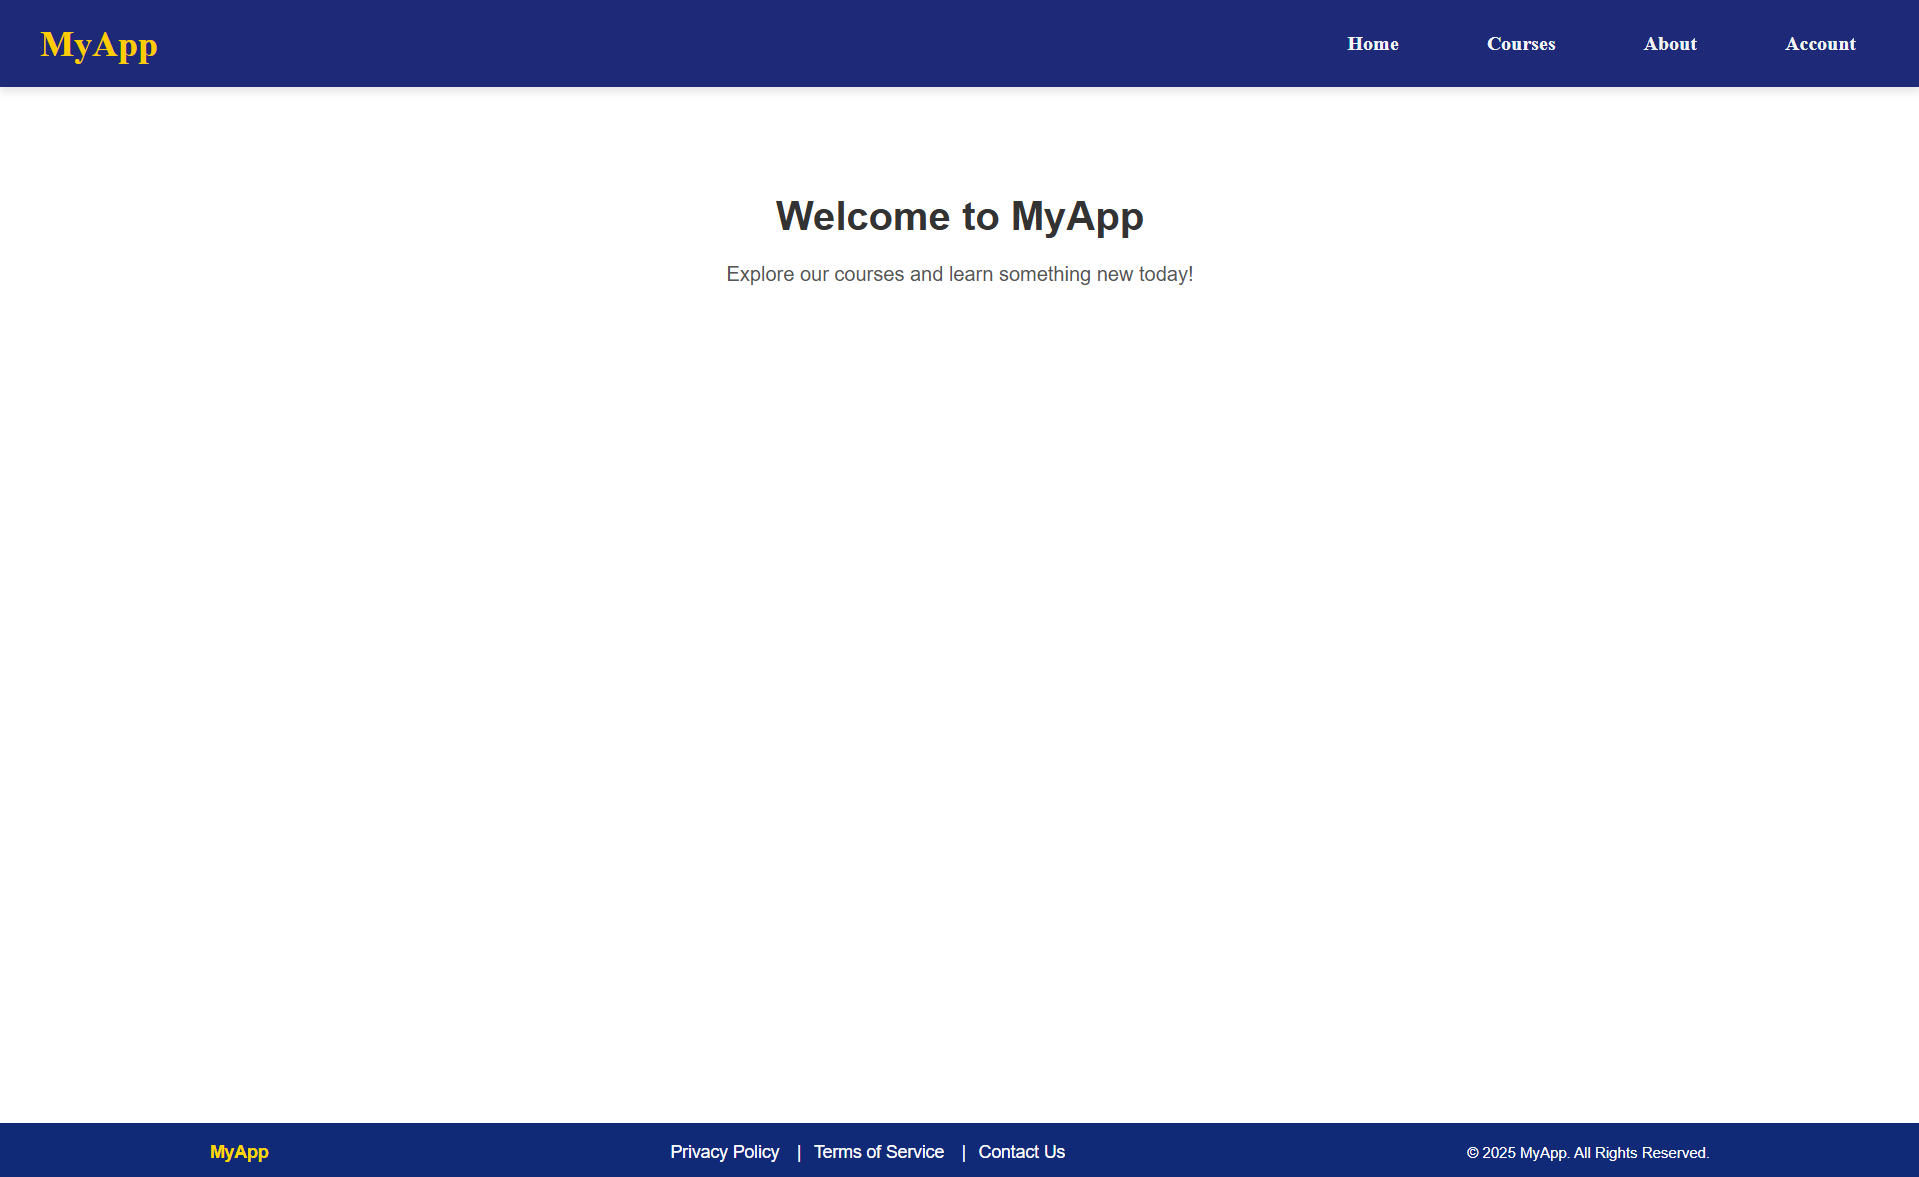 MyApp
Home Courses About Account
Welcome to MyApp
Explore our courses and learn something new today!
MyApp
Privacy Policy | Terms of Service | Contact Us
© 2025 MyApp. All Rights Reserved.